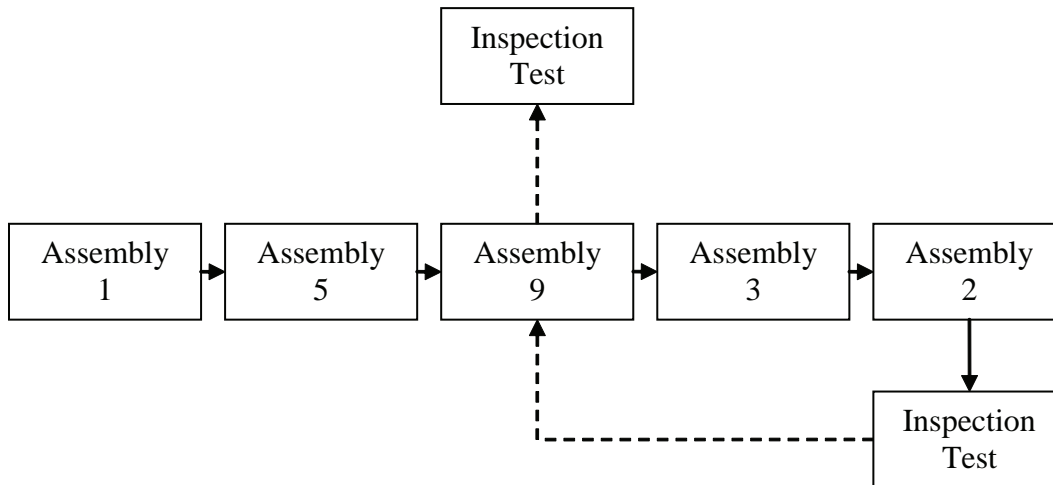 Inspection
Test
Assembly
1
Assembly
5
Assembly
9
Assembly
3
Assembly
2
Inspection
Test